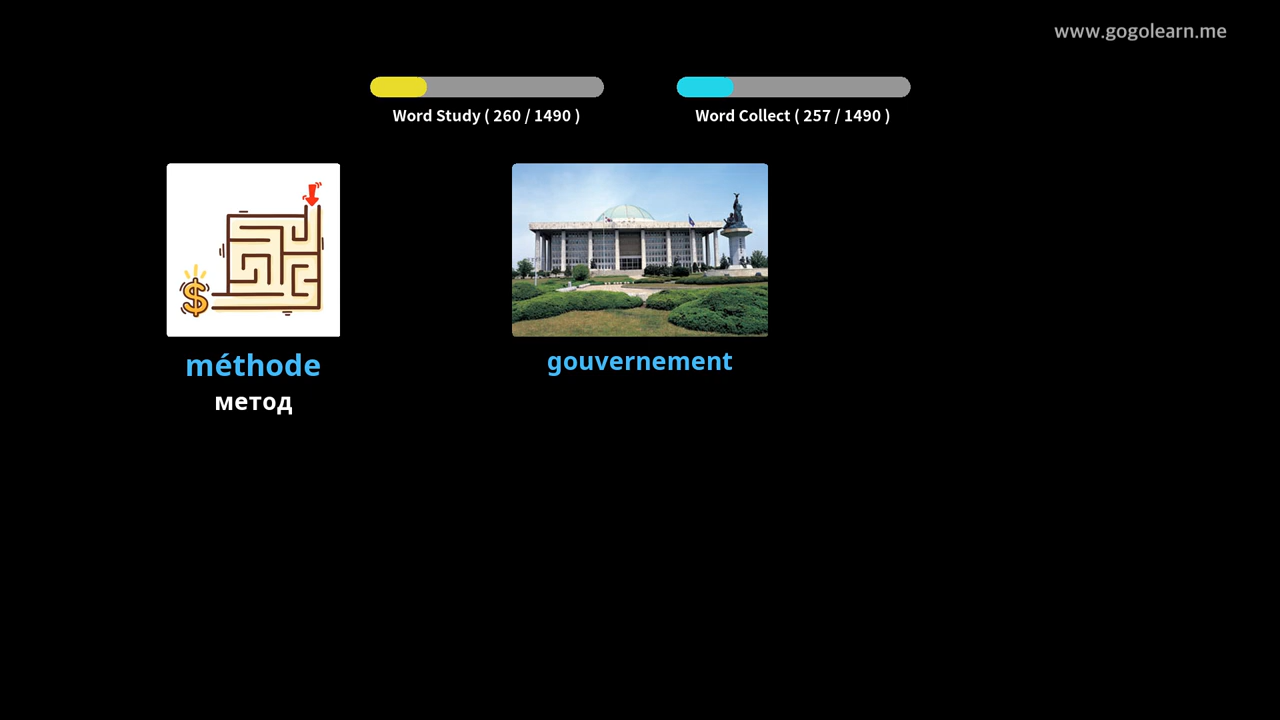 www.gogolearn.me
Word Study ( 260 / 1490 )
Word Collect ( 257 / 1490 )
méthode
метод
gouvernement